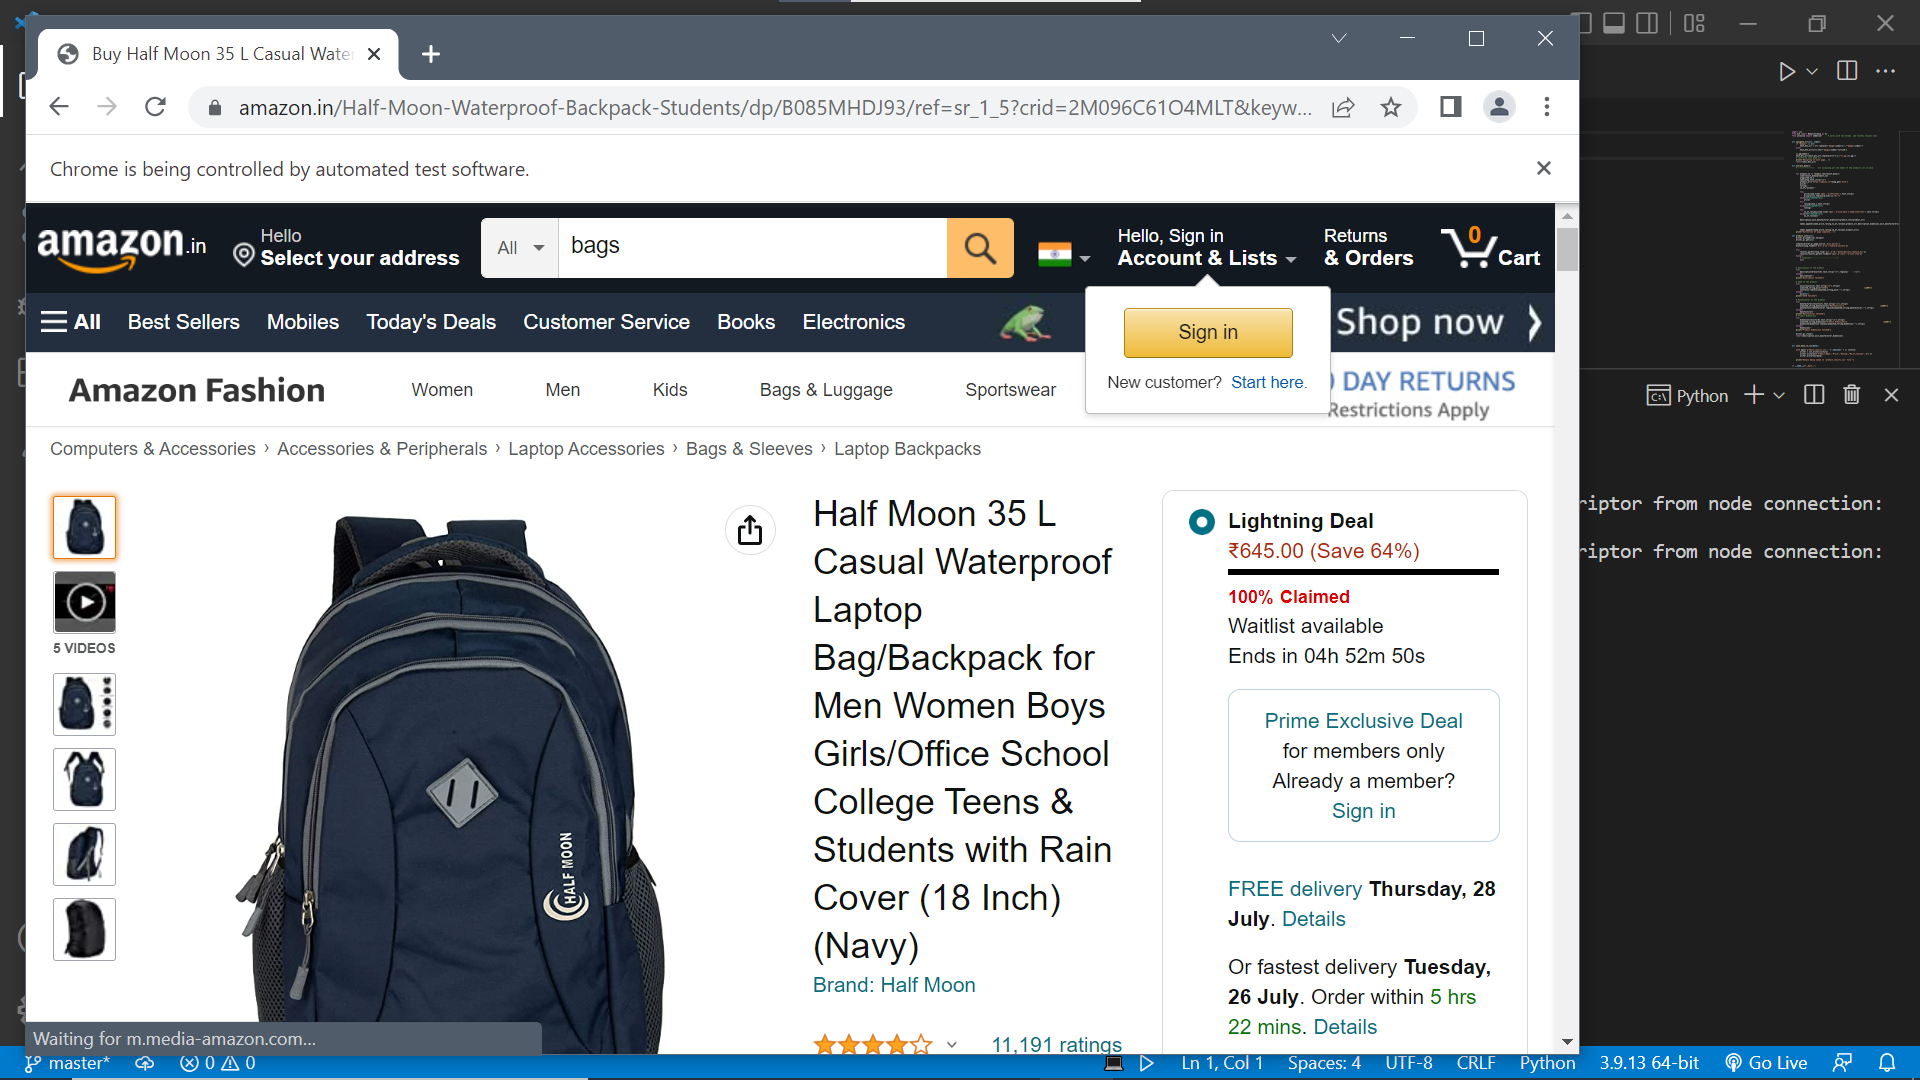 Buy Half Moon 35 L Casual Wate
amazon.in/Half-Moon-Waterproof-Backpack-Students/dp/B085MHDJ93/ref=sr_1_5?crid=2M096C61O4MLT&keyw...
Chrome is being controlled by automated test software.
amazon.in
Hello
Select your address
All
bags
Hello, Sign in
Account & Lists
Returns
& Orders
0
Cart
All
Best Sellers
Mobiles
Today's Deals
Customer Service
Books
Electronics
Shop now
Sign in
New customer? Start here.
Amazon Fashion
Women
Men
Kids
Bags & Luggage
Sportswear
DAY RETURNS
Restrictions Apply
Computers & Accessories › Accessories & Peripherals › Laptop Accessories › Bags & Sleeves › Laptop Backpacks
5 VIDEOS
HALF MOON
Half Moon 35 L
Casual Waterproof
Laptop
Bag/Backpack for
Men Women Boys
Girls/Office School
College Teens &
Students with Rain
Cover (18 Inch)
(Navy)
Brand: Half Moon
11,191 ratings
Lightning Deal
₹645.00 (Save 64%)
100% Claimed
Waitlist available
Ends in 04h 52m 50s
Prime Exclusive Deal
for members only
Already a member?
Sign in
FREE delivery Thursday, 28
July. Details
Or fastest delivery Tuesday,
26 July. Order within 5 hrs
22 mins. Details
Python
riptor from node connection:
riptor from node connection:
Waiting for m.media-amazon.com...
master*
0
0
Ln 1, Col 1
Spaces: 4
UTF-8
CRLF
Python
3.9.13 64-bit
Go Live